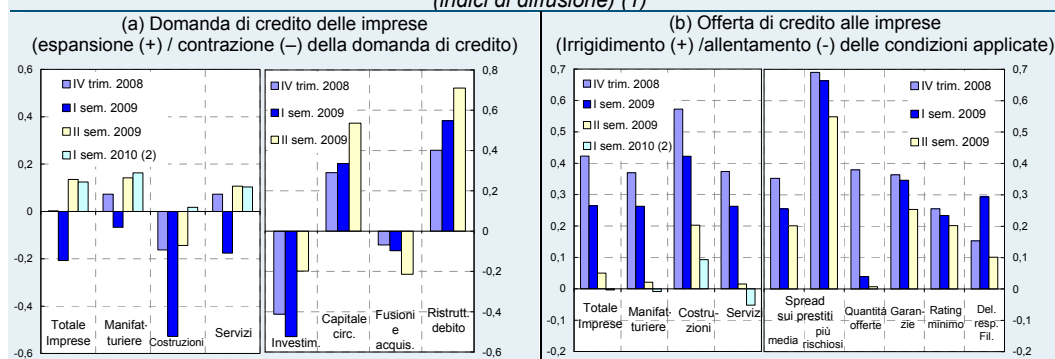 (indici di diffusione) (1)
(a) Domanda di credito delle imprese
(espansione (+) / contrazione (–) della domanda di credito)
0,6
0,4
0,2
0
-0,2
-0,4
-0,6
IV trim. 2008
I sem. 2009
II sem. 2009
I sem. 2010 (2)
Totale
Imprese
Manifat-
turiere
Costruzioni
Servizi
IV trim. 2008
I sem. 2009
II sem. 2009
Investim.
Capitale
circ.
Fusioni
e
acquis.
Ristrutt.
debito
0,8
0,6
0,4
0,2
0
-0,2
-0,4
-0,6
(b) Offerta di credito alle imprese
(Irrigidimento (+) /allentamento (-) delle condizioni applicate)
0,7
0,6
0,5
0,4
0,3
0,2
0,1
0
-0,1
-0,2
IV trim. 2008
I sem. 2009
II sem. 2009
I sem. 2010 (2)
Totale
Imprese
Manifat-
turiere
Costru-
zioni
Servizi
IV trim. 2008
I sem. 2009
II sem. 2009
Spread
sui prestiti
media
più
rischiosi
Quantità
offerte
Garan-
zie
Rating
minimo
Del.
resp.
Fil.
0,7
0,6
0,5
0,4
0,3
0,2
0,1
0
-0,1
-0,2